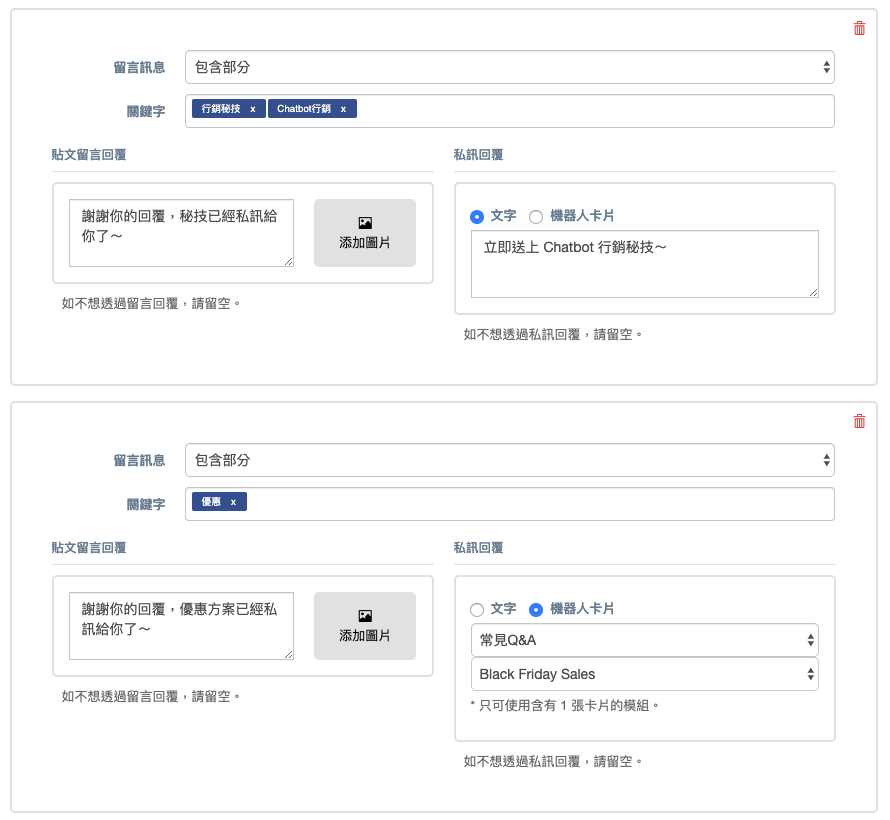 留言訊息
包含部分
關鍵字
行銷秘技 x Chatbot行銷 x
貼文留言回覆
謝謝你的回覆，秘技已經私訊給
你了～
添加圖片
如不想透過留言回覆，請留空。
私訊回覆
文字 機器人卡片
立即送上 Chatbot 行銷秘技～
如不想透過私訊回覆，請留空。
留言訊息
包含部分
關鍵字
優惠 x
貼文留言回覆
謝謝你的回覆，優惠方案已經私
訊給你了～
添加圖片
如不想透過留言回覆，請留空。
私訊回覆
文字 機器人卡片
常見Q&A
Black Friday Sales
* 只可使用含有 1 張卡片的模組。
如不想透過私訊回覆，請留空。